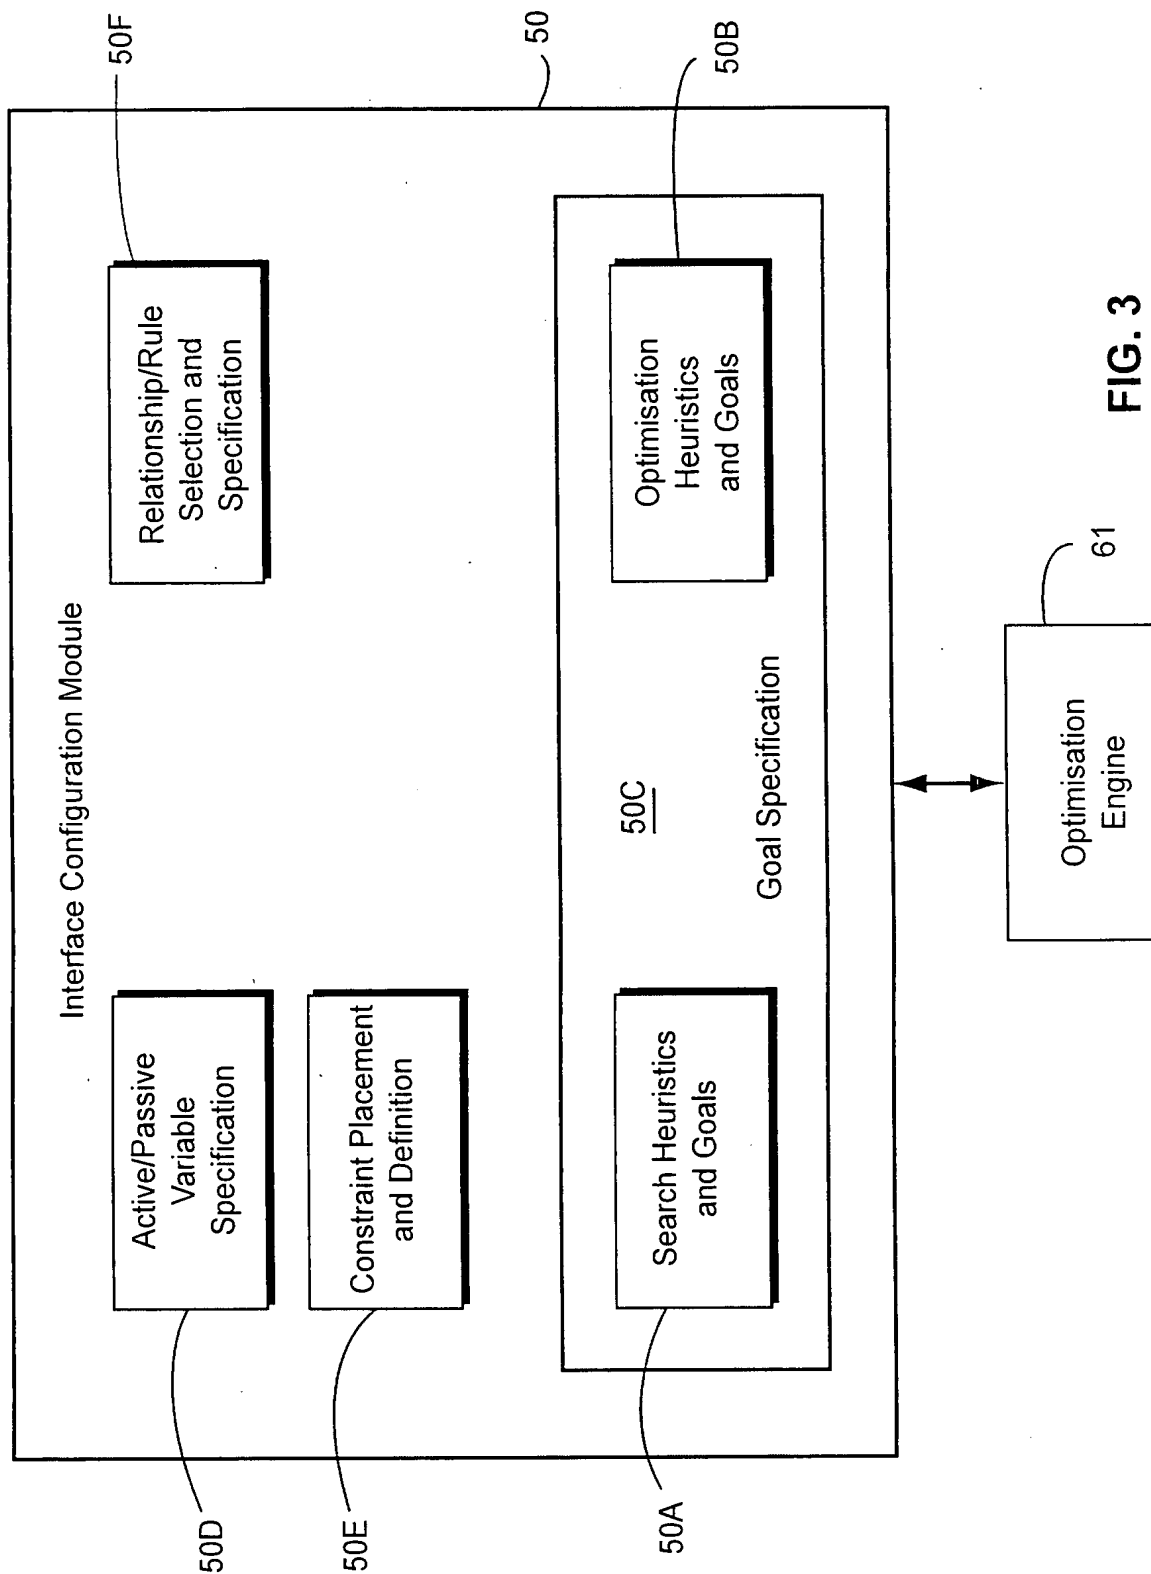 Interface Configuration Module
50D
Active/Passive
Variable
Specification
50F
Relationship/Rule
Selection and
Specification
50E
Constraint Placement
and Definition
50
50A
Search Heuristics
and Goals
50C
Goal Specification
50B
Optimisation
Heuristics
and Goals
Optimisation
Engine
61
FIG. 3